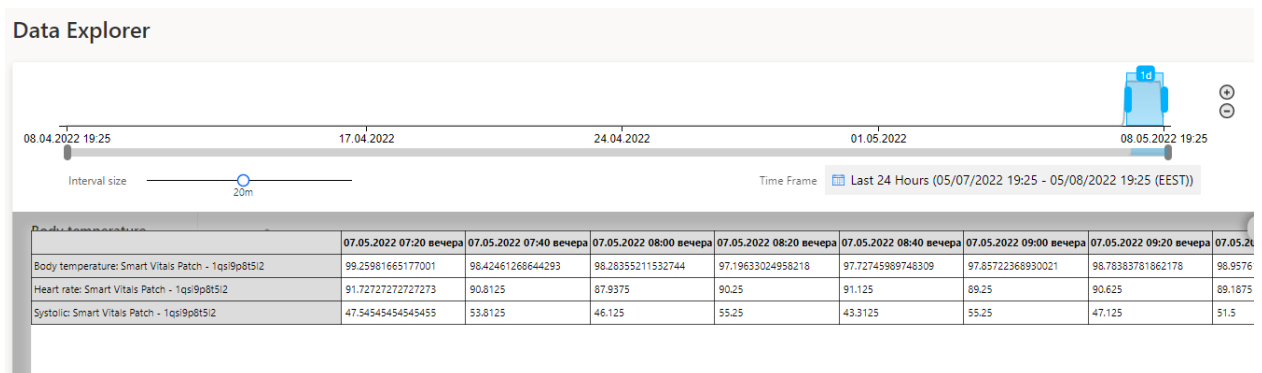 Data Explorer
1d
08.04.2022 19:25 17.04.2022 24.04.2022 01.05.2022 08.05.2022 19:25
Interval size 20m Time Frame Last 24 Hours (05/07/2022 19:25 - 05/08/2022 19:25 (EEST))
Body temperature
07.05.2022 07:20 вечера 07.05.2022 07:40 вечера 07.05.2022 08:00 вечера 07.05.2022 08:20 вечера 07.05.2022 08:40 вечера 07.05.2022 09:00 вечера 07.05.2022 09:20 вечера
Body temperature: Smart Vitals Patch - 1qsi9p8t5l2 99.25981665177001 98.42461268644293 98.28355211532744 97.19633024958218 97.72745989748309 97.85722368930021 98.78383781862178 98.9576
Heart rate: Smart Vitals Patch - 1qsi9p8t5l2 91.72727272727273 90.8125 87.9375 90.25 91.125 89.25 90.625 89.1875
Systolic: Smart Vitals Patch - 1qsi9p8t5l2 47.54545454545455 53.8125 46.125 55.25 43.3125 55.25 47.125 51.5